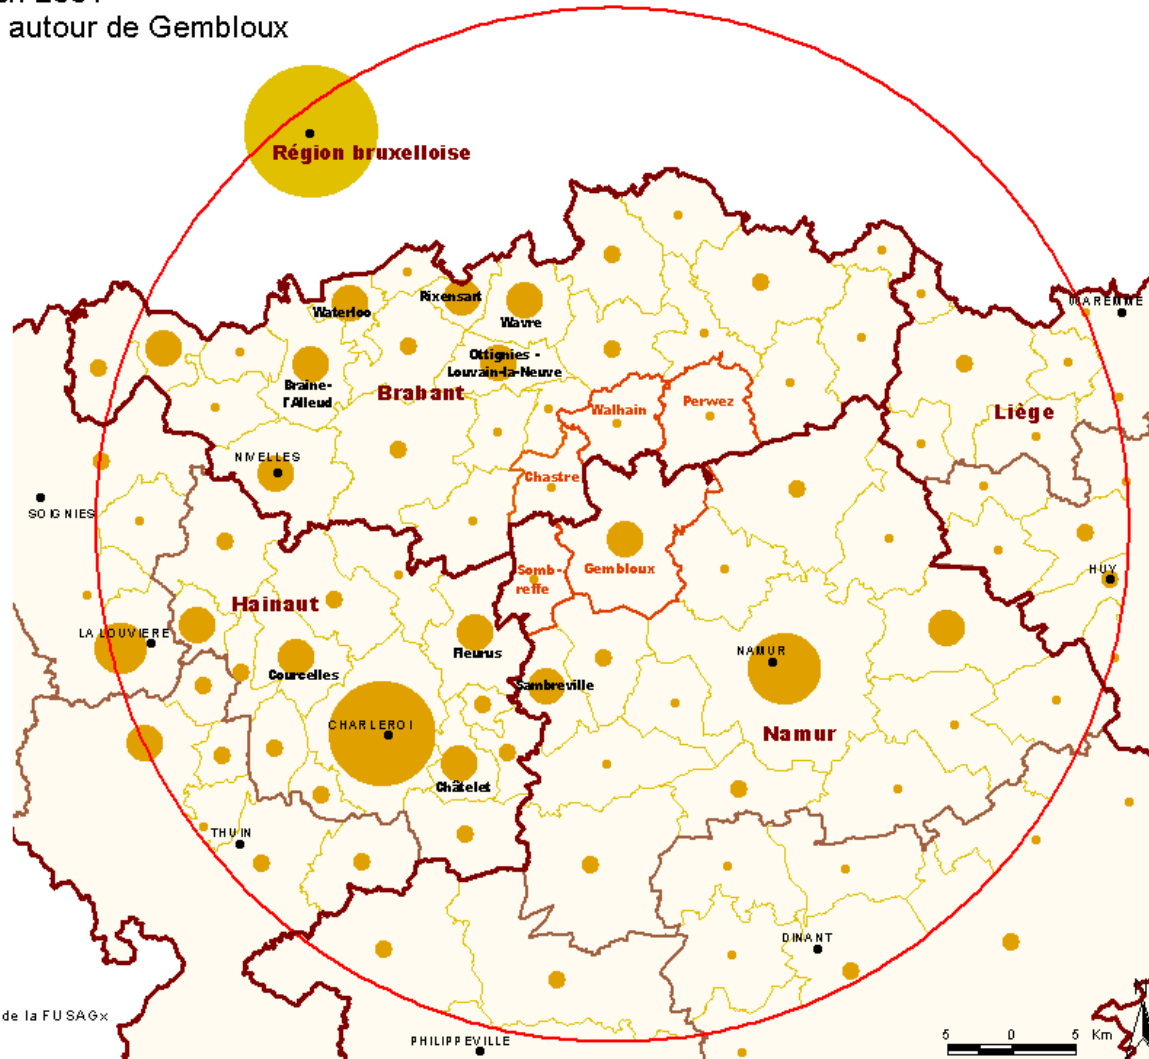 autour de Gembloux
Région bruxelloise
Waterloo
Rixensart
Wavre
WAREMME
Braine-
l'Alleud
Ottignies -
Louvain-la-Neuve
Brabant
Walhain
Perwez
Liège
NIVELLES
Chastre
SOIGNIES
Somb-
reffe
Gembloux
HUY
Hainaut
LA LOUVIERE
Courcelles
Fleurus
Sambreville
NAMUR
CHARLEROI
Namur
Châtelet
THUIN
DINANT
de la FUSAGx
PHILIPPEVILLE
5 0 5 Km